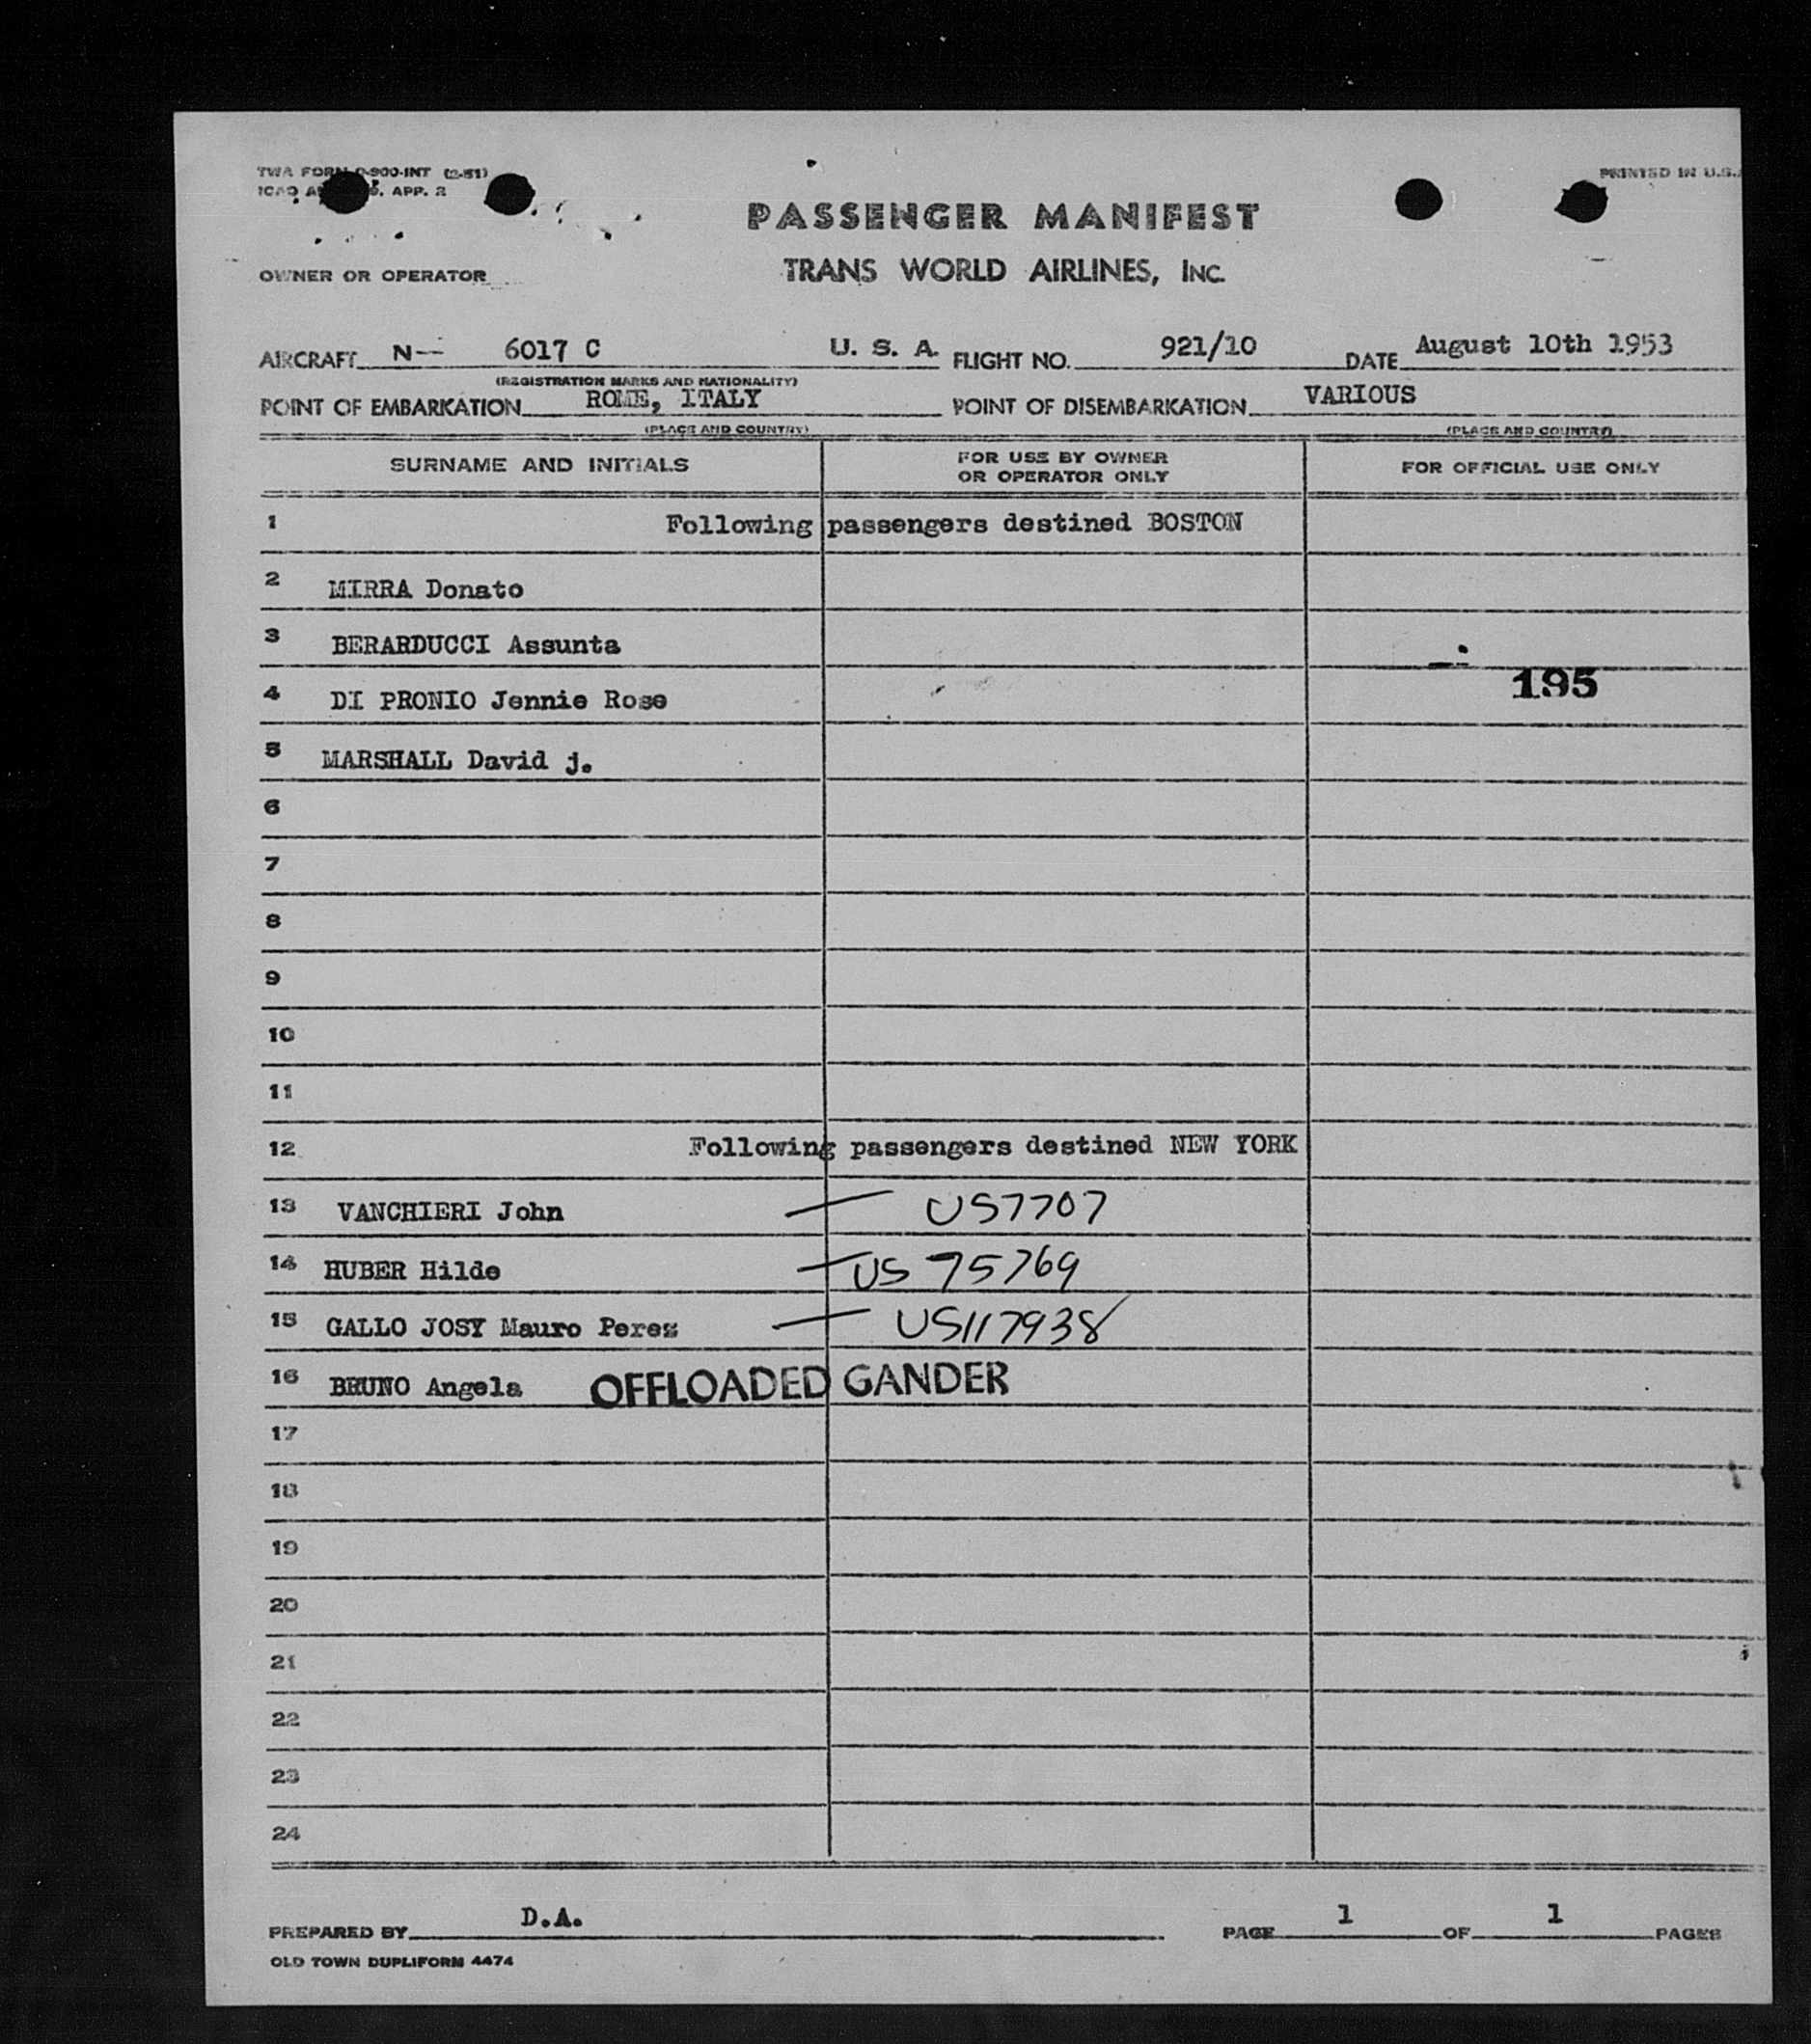 TWA FORM O-900-INT (2-51)
ICAO APP. 2
PRINTED IN U.S.
PASSENGER MANIFEST
OWNER OR OPERATOR
TRANS WORLD AIRLINES, INC.
AIRCRAFT N— 6017 C U. S. A. FLIGHT NO. 921/10 DATE August 10th 1953
(REGISTRATION MARKS AND NATIONALITY)
POINT OF EMBARKATION ROME, ITALY POINT OF DISEMBARKATION VARIOUS
(PLACE AND COUNTRY) (PLACE AND COUNTRY)
SURNAME AND INITIALS FOR USE BY OWNER OR OPERATOR ONLY FOR OFFICIAL USE ONLY
1 Following passengers destined BOSTON
2 MIRRA Donato
3 BERARDUCCI Assunta
4 DI PRONIO Jennie Rose 195
5 MARSHALL David j.
6
7
8
9
10
11
12 Following passengers destined NEW YORK
13 VANCHIERI John — US7707
14 HUBER Hilde — US 75769
15 GALLO JOSY Mauro Perez — US117938
16 BRUNO Angela OFFLOADED GANDER
17
18
19
20
21
22
23
24
PREPARED BY D.A. PAGE 1 OF 1 PAGES
OLD TOWN DUPLIFORM 4474